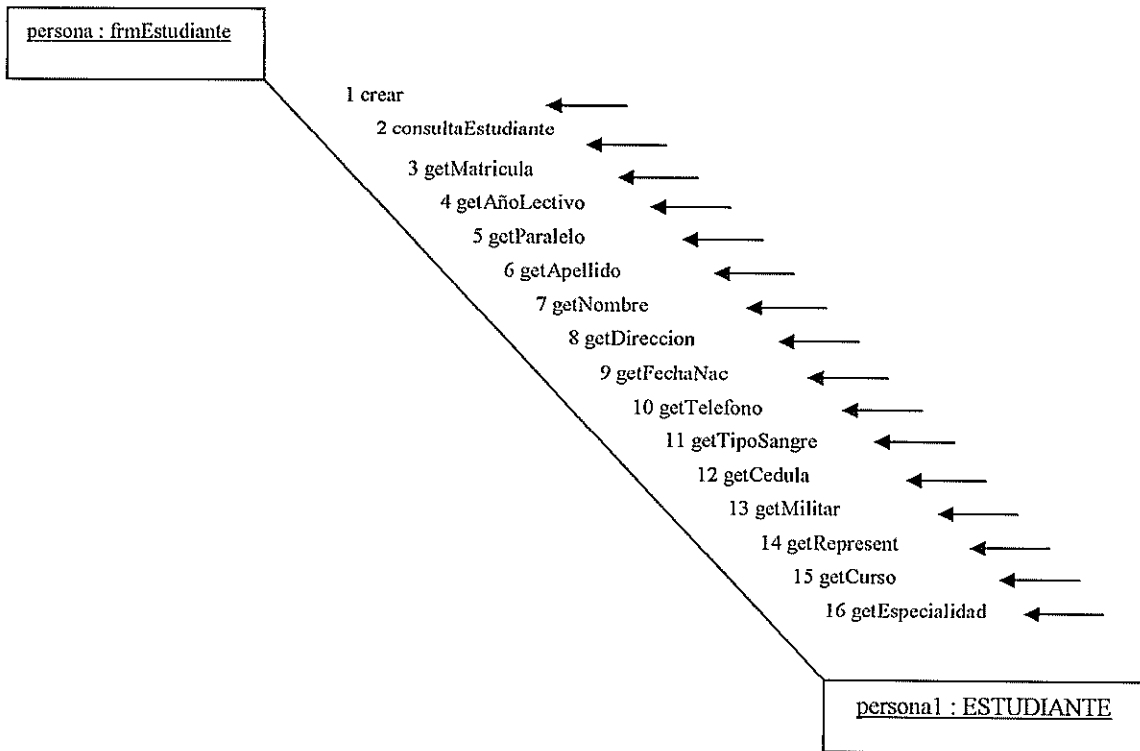 persona : frmEstudiante
1 crear
2 consultaEstudiante
3 getMatricula
4 getAñoLectivo
5 getParalelo
6 getApellido
7 getNombre
8 getDireccion
9 getFechaNac
10 getTelefono
11 getTipoSangre
12 getCedula
13 getMilitar
14 getRepresent
15 getCurso
16 getEspecialidad
persona1 : ESTUDIANTE